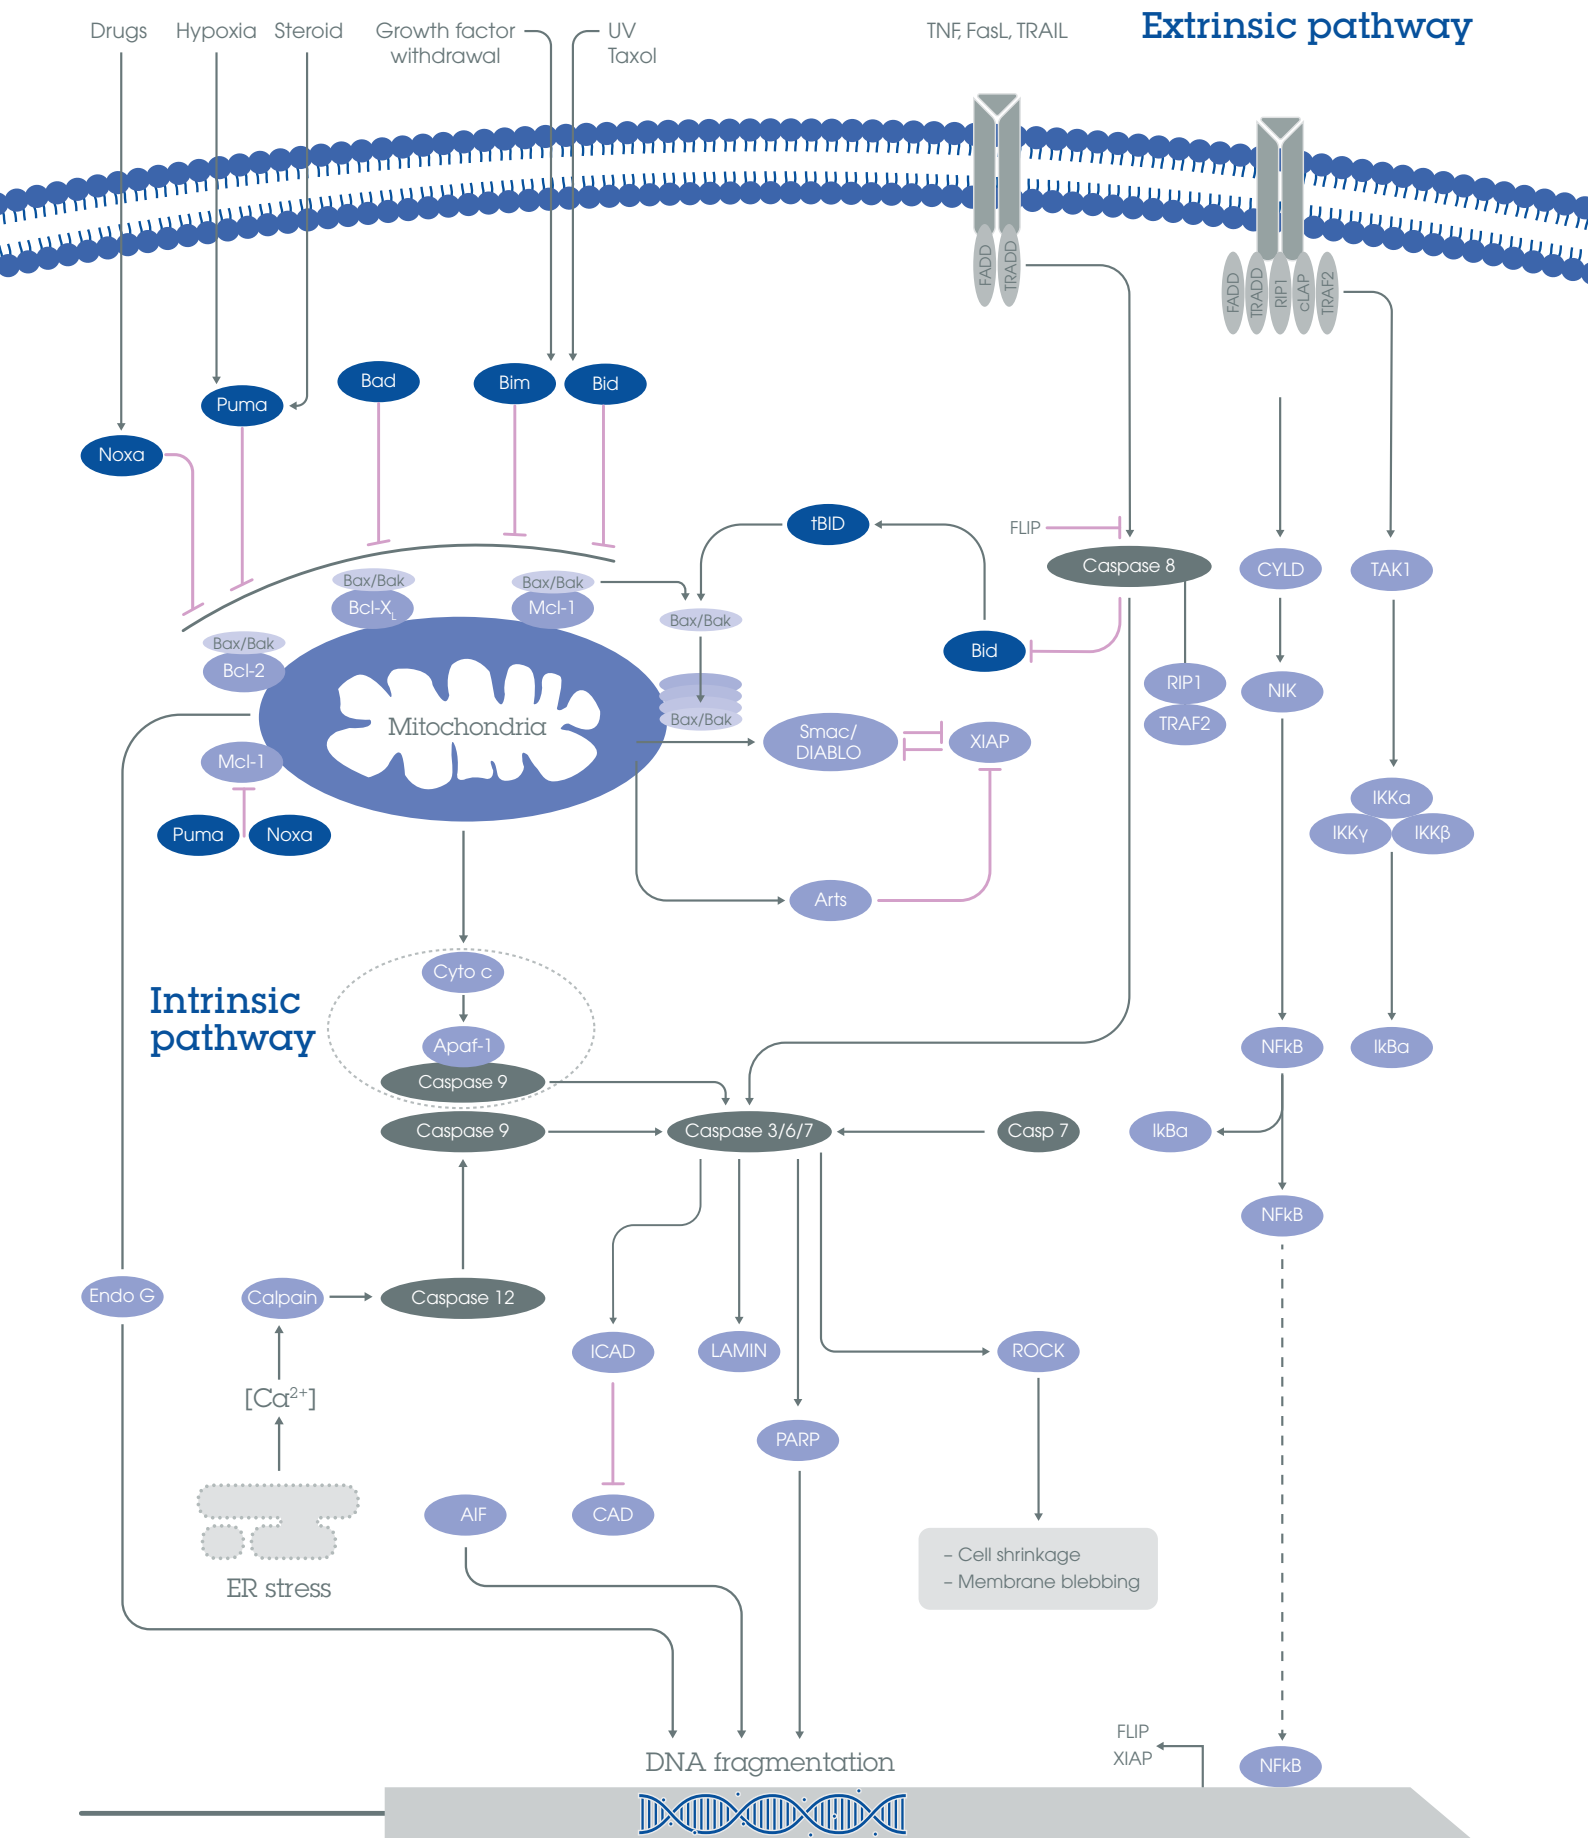 Drugs
Hypoxia
Steroid
Growth factor
withdrawal
UV
Taxol
TNF, FasL, TRAIL
Extrinsic pathway
FADD
TRADD
FADD
TRADD
RIP1
cLAP
TRAF2
Bad
Bim
Bid
Puma
Noxa
tBID
FLIP
Caspase 8
CYLD
TAK1
Bax/Bak
Bcl-XL
Bax/Bak
Mcl-1
Bax/Bak
Bax/Bak
Bcl-2
Bid
RIP1
TRAF2
NIK
Mitochondria
Bax/Bak
Smac/
DIABLO
XIAP
Mcl-1
Puma
Noxa
IKKa
IKKγ
IKKβ
Arts
Intrinsic
pathway
Cyto c
Apaf-1
Caspase 9
NFkB
IkBa
Caspase 9
Caspase 3/6/7
Casp 7
IkBa
NFkB
Endo G
Calpain
Caspase 12
ICAD
LAMIN
ROCK
[Ca2+]
PARP
AIF
CAD
– Cell shrinkage
– Membrane blebbing
ER stress
FLIP
XIAP
NFkB
DNA fragmentation